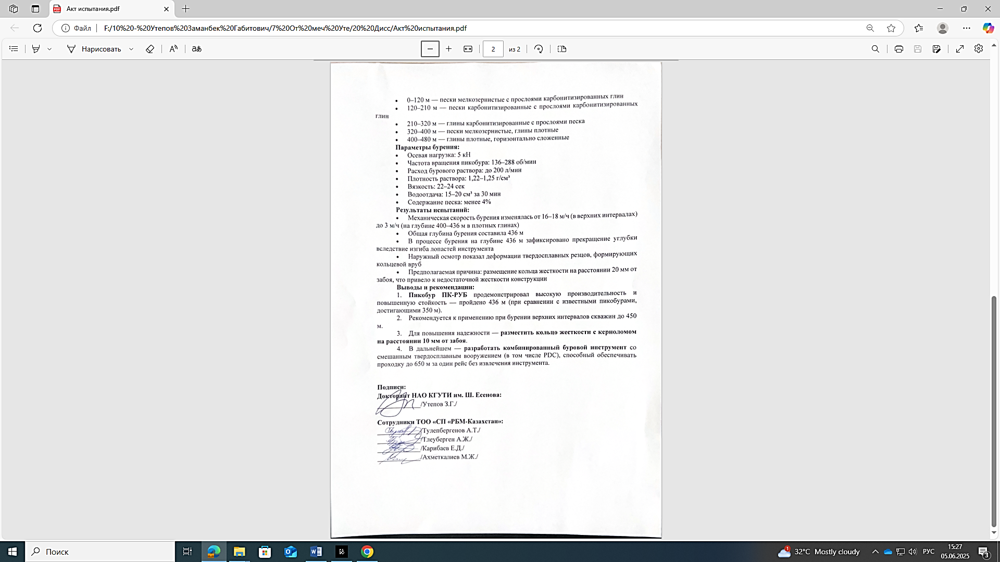 Акт испытания.pdf
Файл
F:/10%20-%20Утепов%20Заманбек%20Габитович/7%20От%20меч%20Уте/20%20Дисс/Акт%20испытания.pdf
Нарисовать
2
из 2
• 0–120 м — пески мелкозернистые с прослоями карбонитизированных глин
• 120–210 м — пески карбонитизированные с прослоями карбонитизированных
глин
• 210–320 м — глины карбонитизированные с прослоями песка
• 320–400 м — пески мелкозернистые, глины плотные
• 400–480 м — глины плотные, горизонтально сложенные
Параметры бурения:
• Осевая нагрузка: 5 кН
• Частота вращения пикобура: 136–288 об/мин
• Расход бурового раствора: до 200 л/мин
• Плотность раствора: 1,22–1,25 г/см³
• Вязкость: 22–24 сек
• Водоотдача: 15–20 см³ за 30 мин
• Содержание песка: менее 4%
Результаты испытаний:
• Механическая скорость бурения изменялась от 16–18 м/ч (в верхних интервалах)
до 3 м/ч (на глубине 400–436 м в плотных глинах)
• Общая глубина бурения составила 436 м
• В процессе бурения на глубине 436 м зафиксировано прекращение углубки
вследствие изгиба лопастей инструмента
• Наружный осмотр показал деформации твердосплавных резцов, формирующих
кольцевой вруб
• Предполагаемая причина: размещение кольца жесткости на расстоянии 20 мм от
забоя, что привело к недостаточной жесткости конструкции
Выводы и рекомендации:
1. Пикобур ПК-РУБ продемонстрировал высокую производительность и
повышенную стойкость — пройдено 436 м (при сравнении с известными пикобурами,
достигающими 350 м).
2. Рекомендуется к применению при бурении верхних интервалов скважин до 450
м.
3. Для повышения надежности — разместить кольцо жесткости с керноломом
на расстоянии 10 мм от забоя.
4. В дальнейшем — разработать комбинированный буровой инструмент со
смешанным твердосплавным вооружением (в том числе PDC), способный обеспечивать
проходку до 650 м за один рейс без извлечения инструмента.
Подписи:
Докторант НАО КГУТИ им. Ш. Есенова:
/Утепов З.Г./
Сотрудники ТОО «СП «РБМ-Казахстан»:
/Тулепбергенов А.Т./
/Тлеуберген А.Ж./
/Карибаев Е.Д./
/Ахметкалиев М.Ж./
Поиск
32°C Mostly cloudy
РУС
15:27
05.06.2025